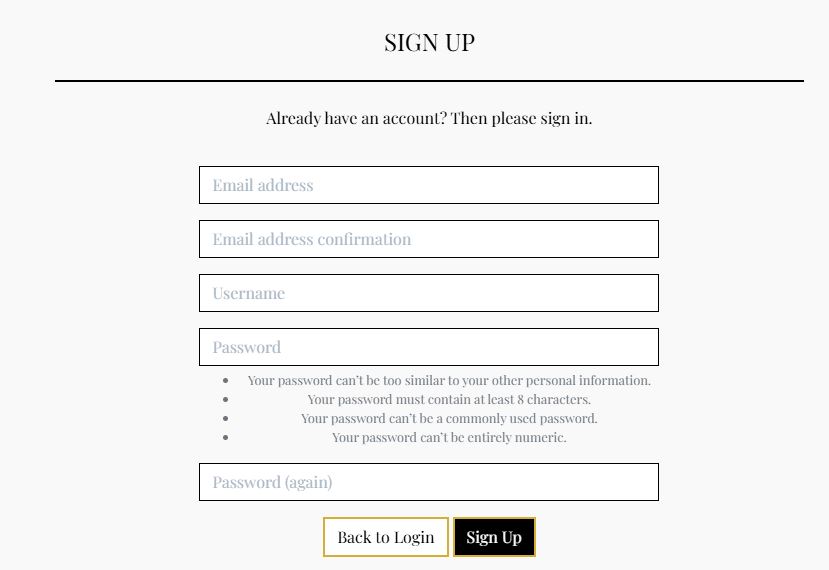 SIGN UP
Already have an account? Then please sign in.
Email address
Email address confirmation
Username
Password
Your password can't be too similar to your other personal information.
Your password must contain at least 8 characters.
Your password can't be a commonly used password.
Your password can't be entirely numeric.
Password (again)
Back to Login Sign Up